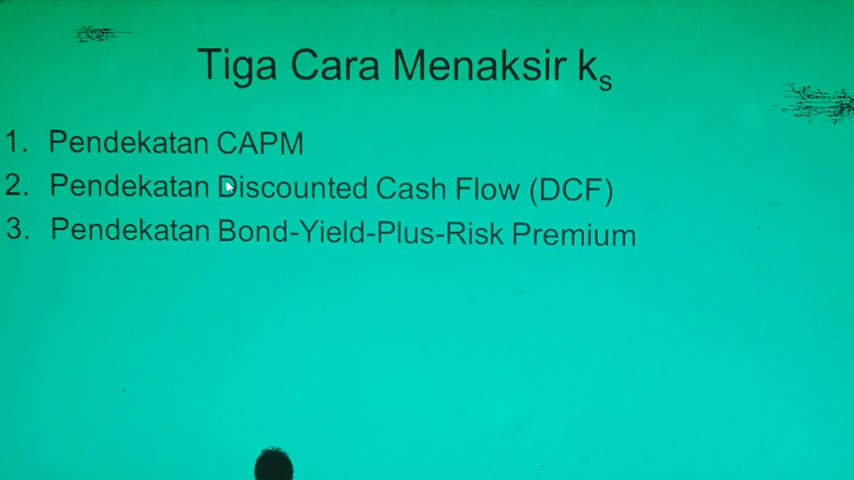 Tiga Cara Menaksir ks
1. Pendekatan CAPM
2. Pendekatan Discounted Cash Flow (DCF)
3. Pendekatan Bond-Yield-Plus-Risk Premium